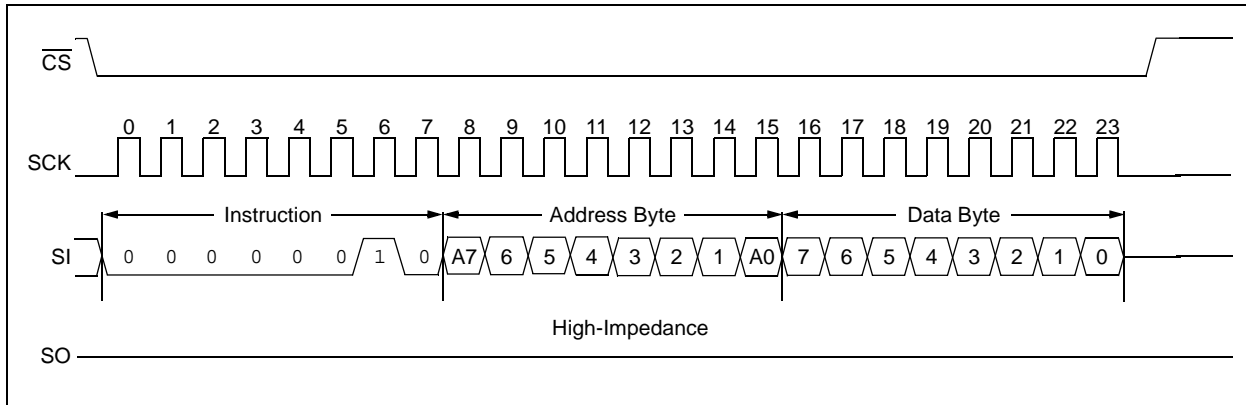 CS
0 1 2 3 4 5 6 7 8 9 10 11 12 13 14 15 16 17 18 19 20 21 22 23
SCK
Instruction Address Byte Data Byte
SI 0 0 0 0 0 0 1 0 A7 6 5 4 3 2 1 A0 7 6 5 4 3 2 1 0
High-Impedance
SO